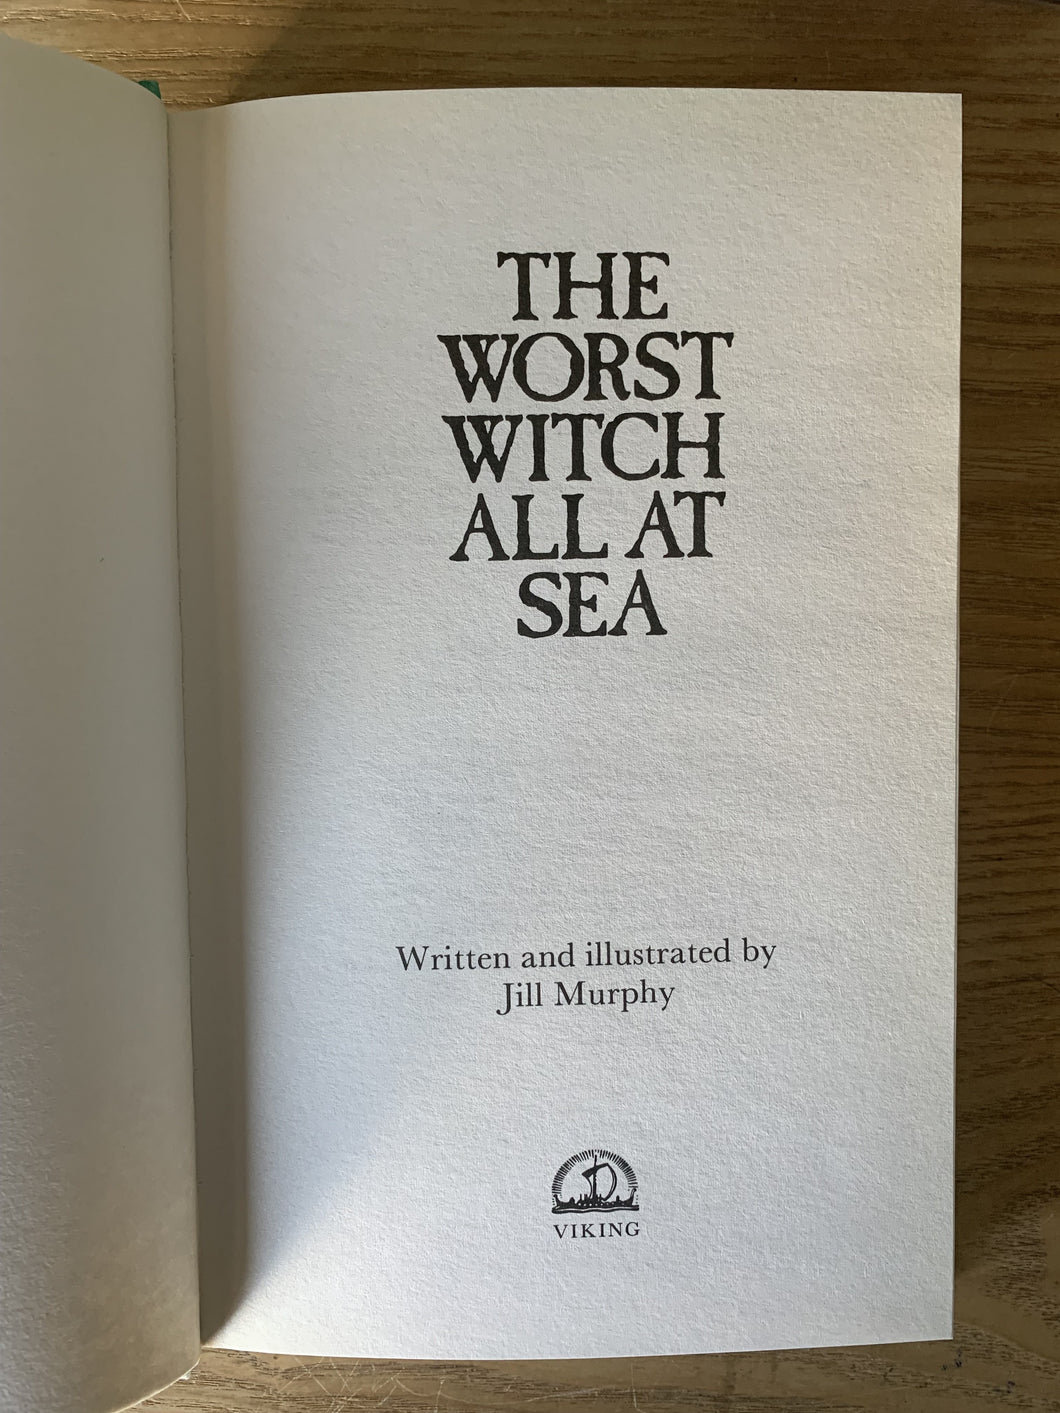 THE
WORST
WITCH
ALL AT
SEA
Written and illustrated by
Jill Murphy
VIKING